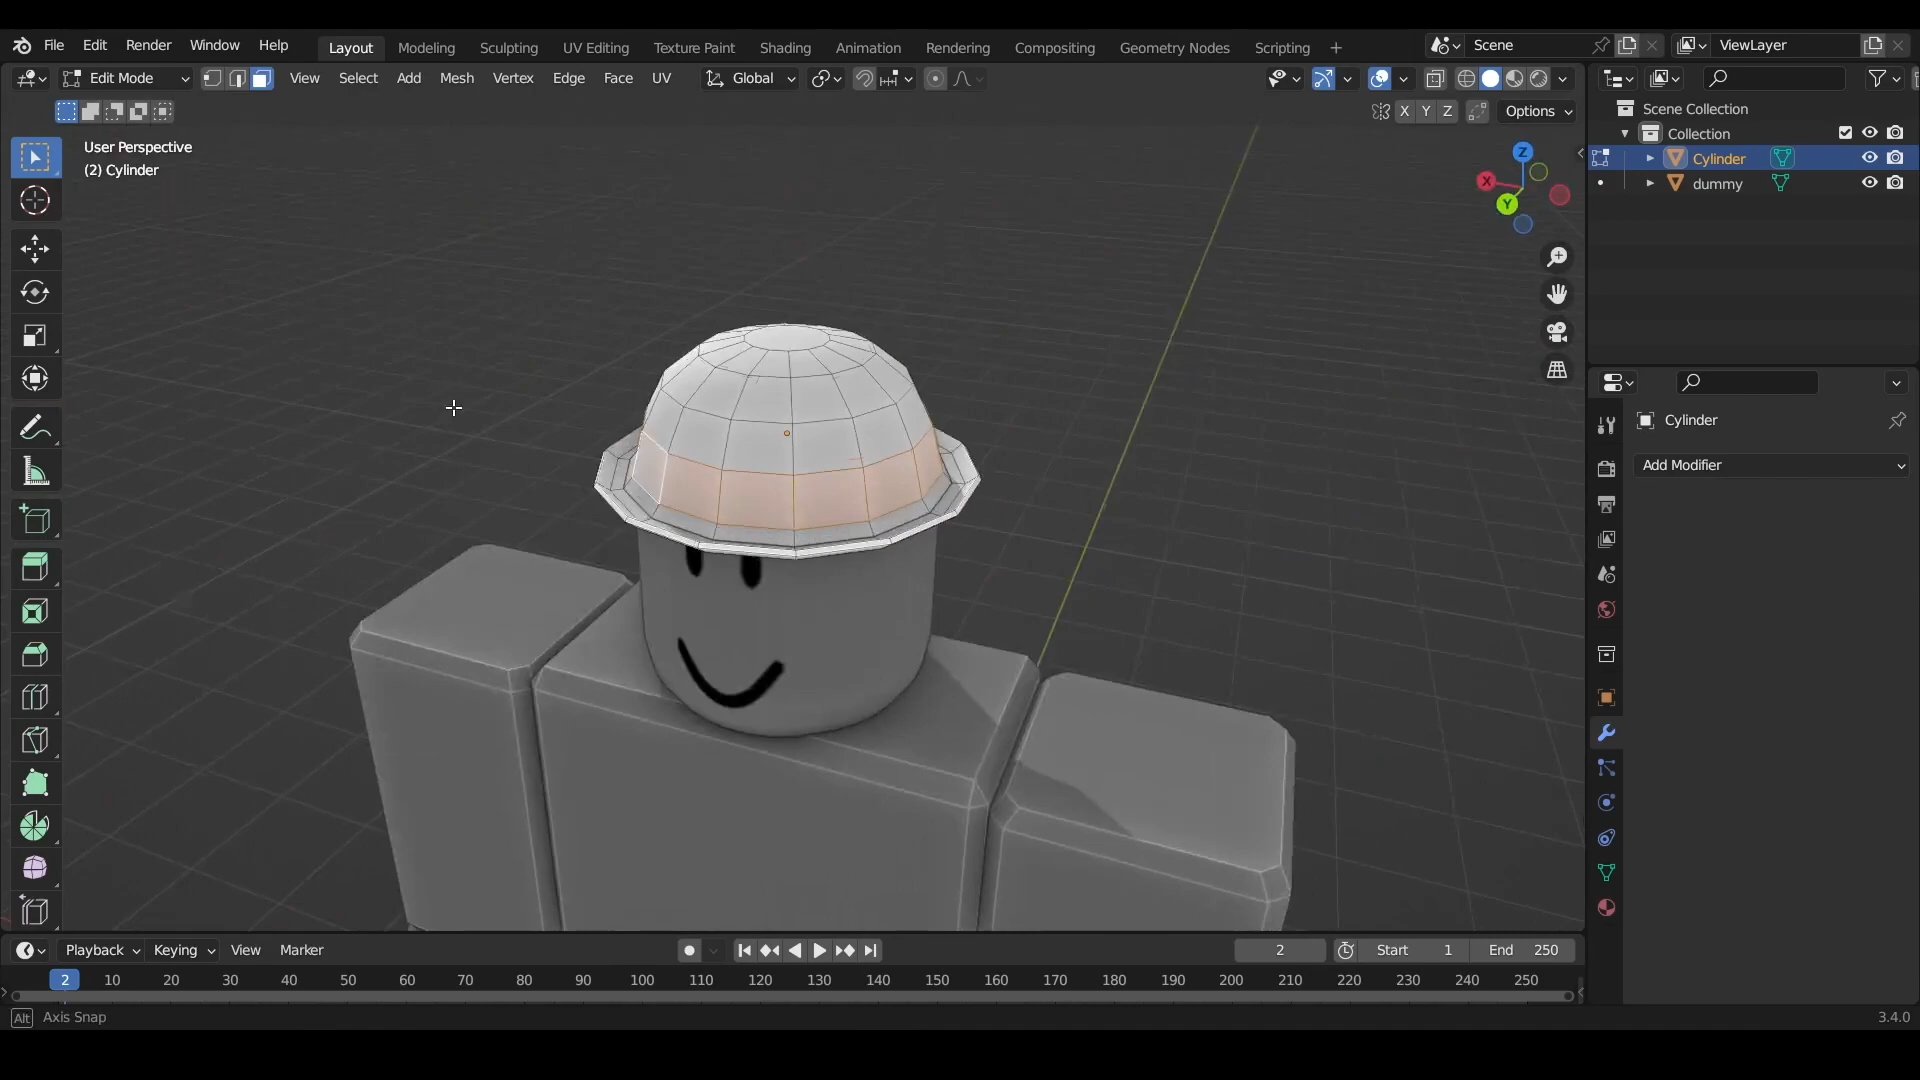 File Edit Render Window Help Layout Modeling Sculpting UV Editing Texture Paint Shading Animation Rendering Compositing Geometry Nodes Scripting + Scene ViewLayer
Edit Mode View Select Add Mesh Vertex Edge Face UV Global
X Y Z Options
User Perspective
(2) Cylinder
Z
X
Y
Scene Collection
Collection
Cylinder
dummy
Cylinder
Add Modifier
Playback Keying View Marker 2 Start 1 End 250
2 10 20 30 40 50 60 70 80 90 100 110 120 130 140 150 160 170 180 190 200 210 220 230 240 250
Alt Axis Snap 3.4.0